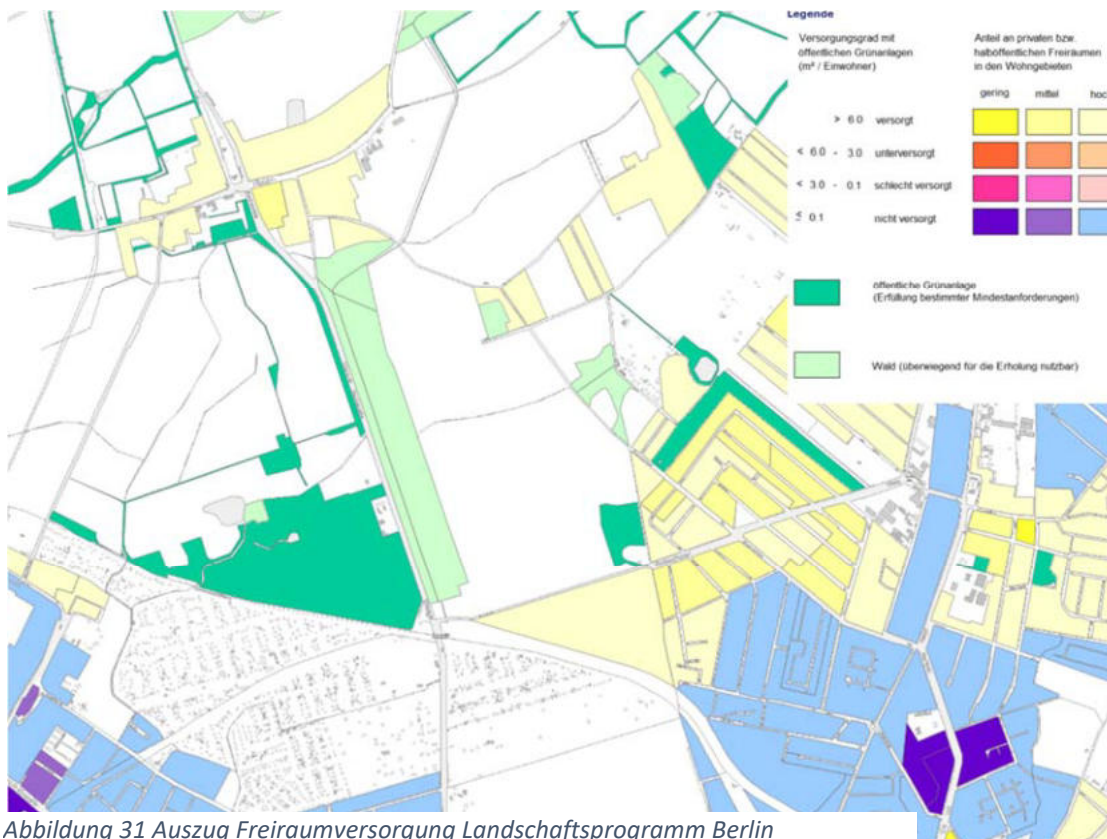 Legende
Versorgungsgrad mit
öffentlichen Grünanlagen
(m² / Einwohner)
Anteil an privaten bzw.
halböffentlichen Freiräumen
in den Wohngebieten
gering mittel hoc
> 6.0 versorgt
< 6.0 - 3.0 unterversorgt
< 3.0 - 0.1 schlecht versorgt
≤ 0.1 nicht versorgt
öffentliche Grünanlage
(Erfüllung bestimmter Mindestanforderungen)
Wald (überwiegend für die Erholung nutzbar)
Abbildung 31 Auszug Freiraumversorgung Landschaftsprogramm Berlin